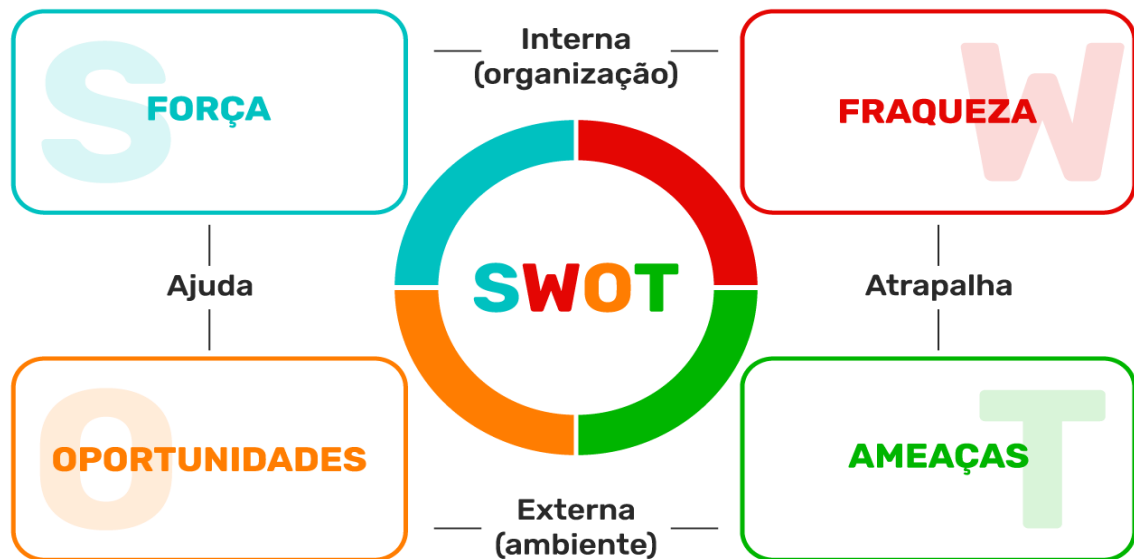 S
FORÇA
Interna
(organização)
W
FRAQUEZA
Ajuda
SWOT
Atrapalha
O
OPORTUNIDADES
Externa
(ambiente)
T
AMEAÇAS